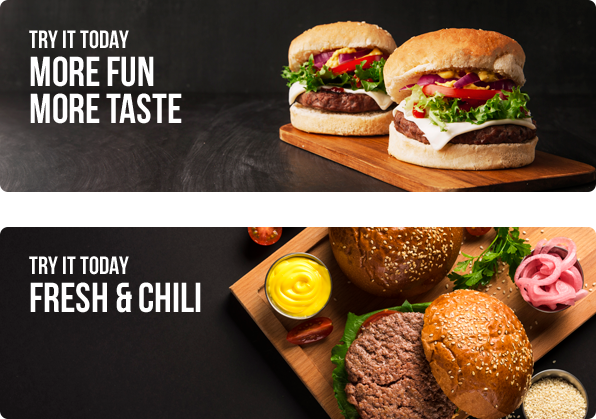 TRY IT TODAY
MORE FUN
MORE TASTE
TRY IT TODAY
FRESH & CHILI